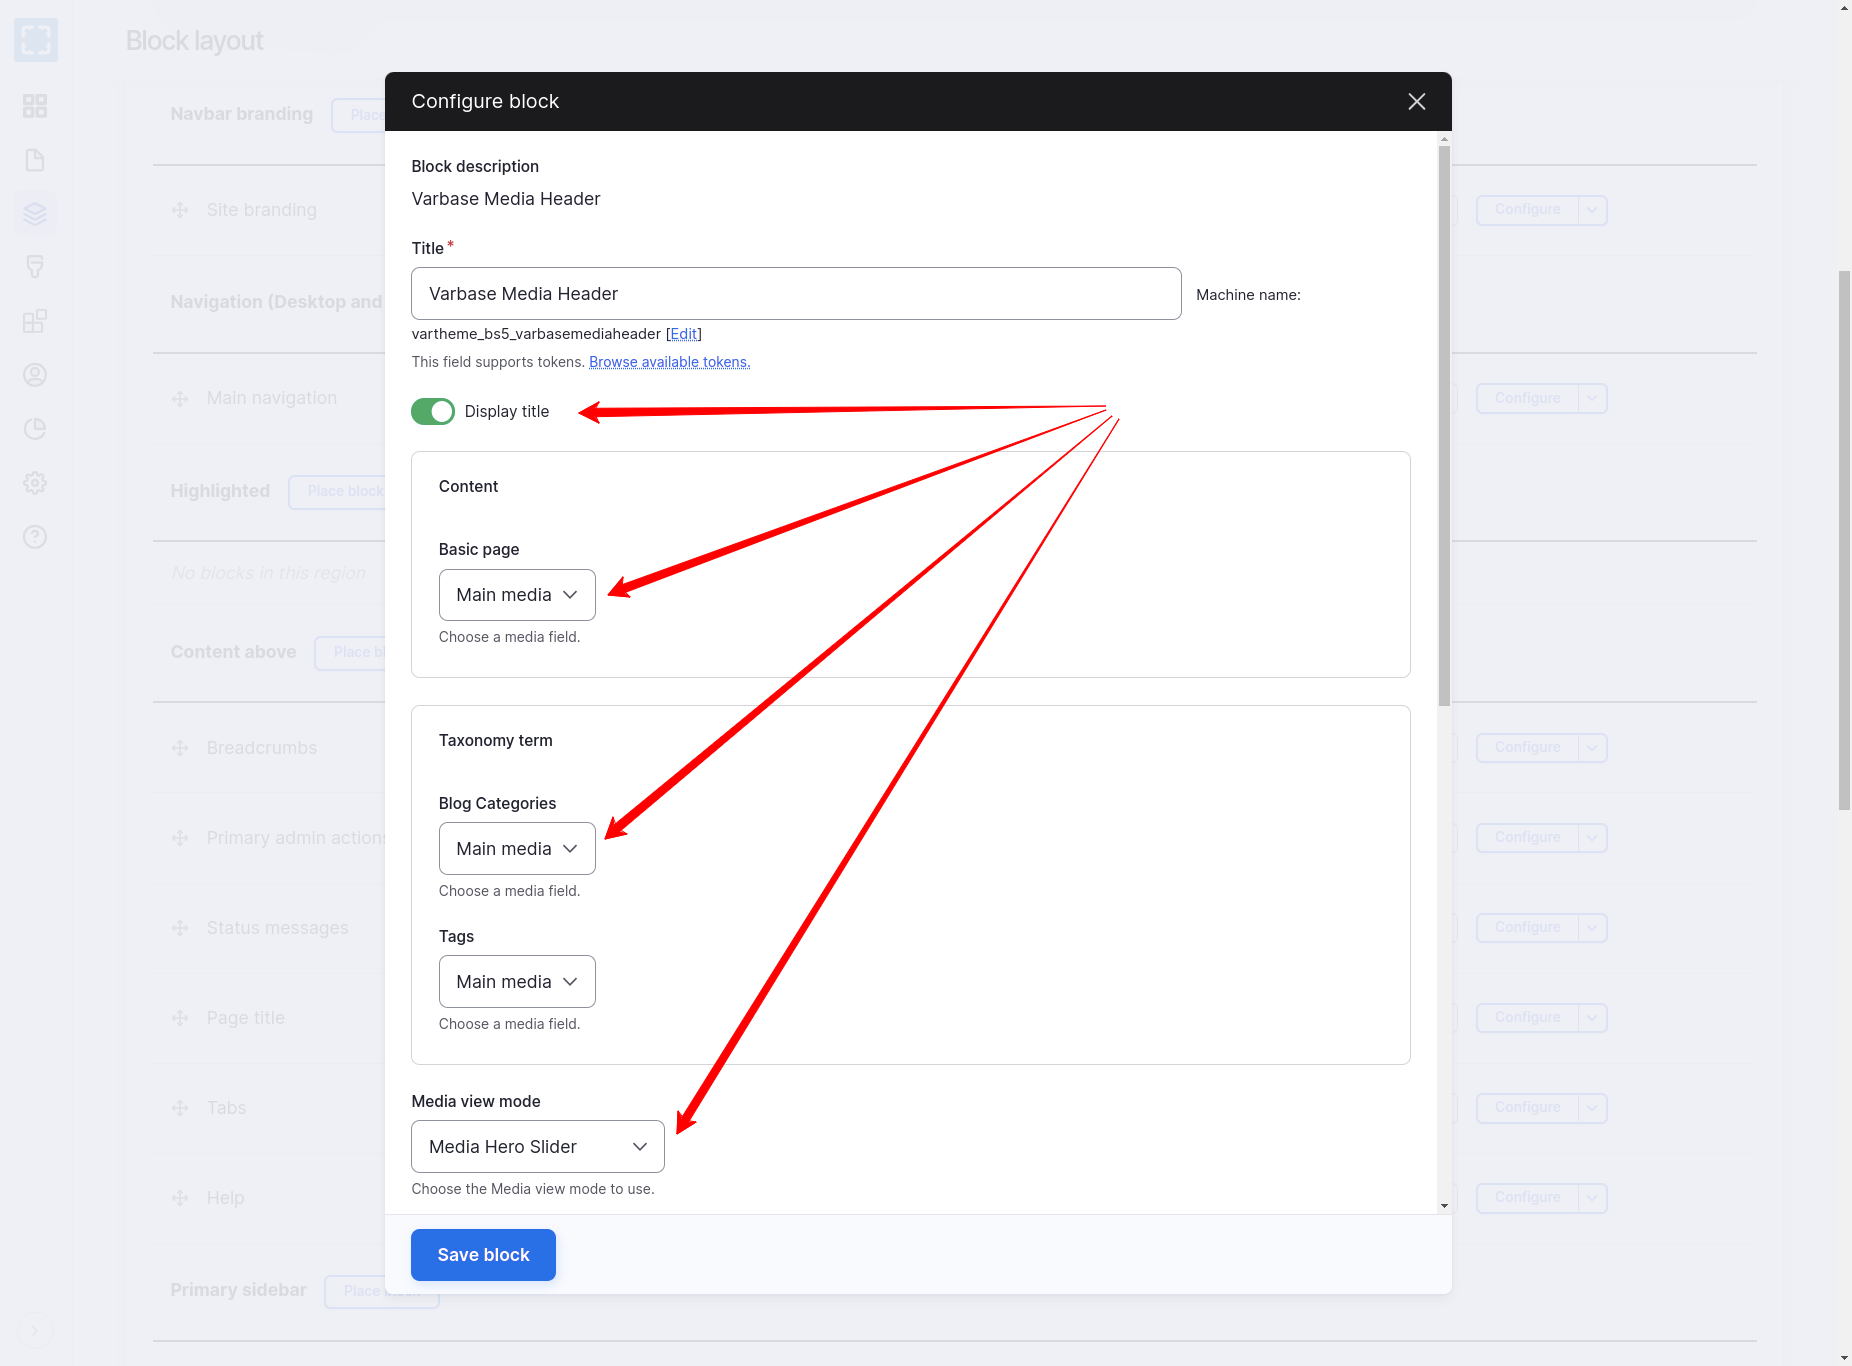 Block layout
Configure block
Navbar branding
Block description
Varbase Media Header
Site branding
Configure
Title *
Varbase Media Header
Machine name:
Navigation (Desktop and
vartheme_bs5_varbasemediaheader [Edit]
This field supports tokens. Browse available tokens.
Main navigation
Configure
Display title
Highlighted
Place block
Content
Basic page
Main media
No blocks in this region
Choose a media field.
Content above
Taxonomy term
Breadcrumbs
Configure
Blog Categories
Main media
Primary admin actions
Configure
Choose a media field.
Status messages
Configure
Tags
Main media
Page title
Configure
Choose a media field.
Media view mode
Tabs
Configure
Media Hero Slider
Choose the Media view mode to use.
Help
Configure
Save block
Primary sidebar
Place